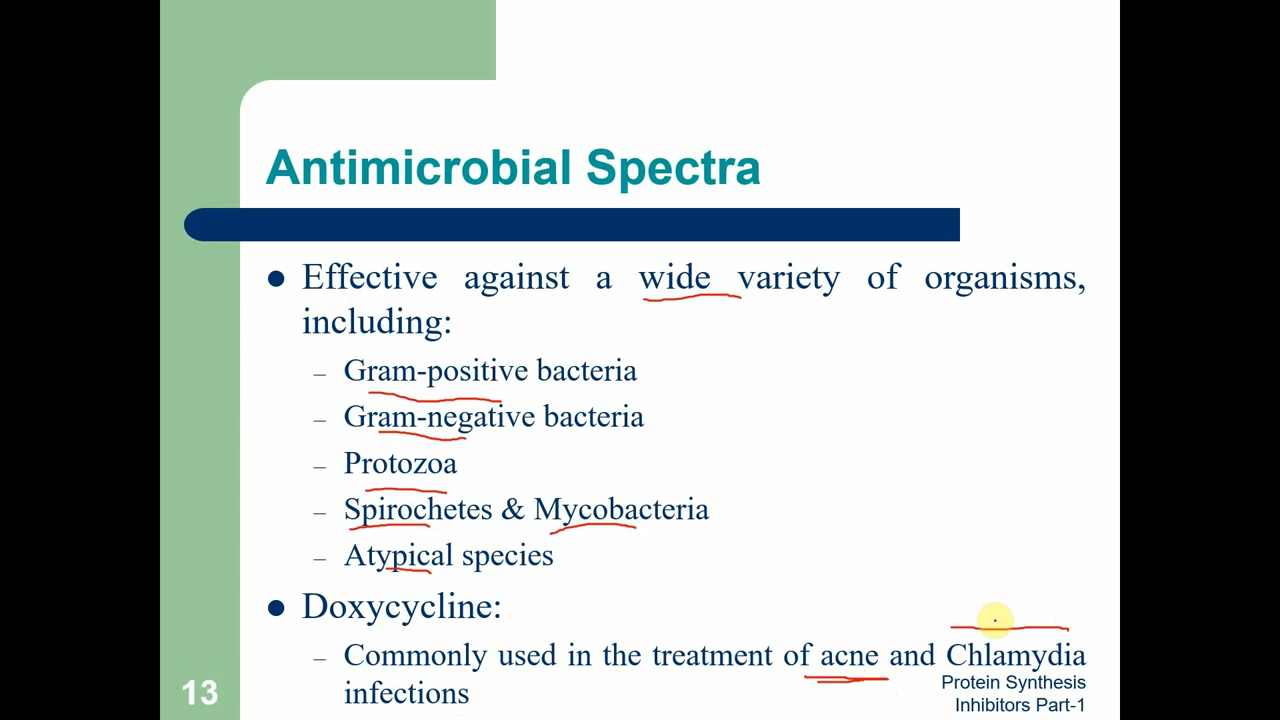 Antimicrobial Spectra
● Effective against a wide variety of organisms,
including:
– Gram-positive bacteria
– Gram-negative bacteria
– Protozoa
– Spirochetes & Mycobacteria
– Atypical species
● Doxycycline:
– Commonly used in the treatment of acne and Chlamydia
infections
13
Protein Synthesis
Inhibitors Part-1